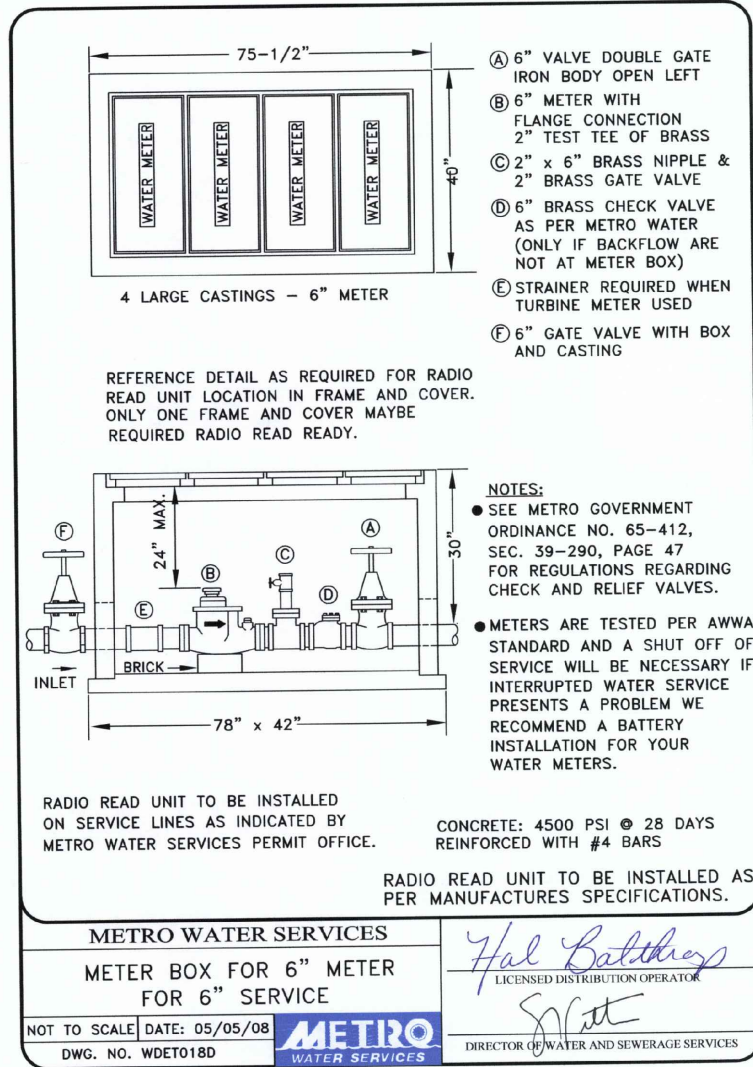 75-1/2"
40"
WATER METER
WATER METER
WATER METER
WATER METER
4 LARGE CASTINGS – 6" METER
Ⓐ 6" VALVE DOUBLE GATE
IRON BODY OPEN LEFT
Ⓑ 6" METER WITH
FLANGE CONNECTION
2" TEST TEE OF BRASS
Ⓒ 2" x 6" BRASS NIPPLE &
2" BRASS GATE VALVE
Ⓓ 6" BRASS CHECK VALVE
AS PER METRO WATER
(ONLY IF BACKFLOW ARE
NOT AT METER BOX)
Ⓔ STRAINER REQUIRED WHEN
TURBINE METER USED
Ⓕ 6" GATE VALVE WITH BOX
AND CASTING
REFERENCE DETAIL AS REQUIRED FOR RADIO
READ UNIT LOCATION IN FRAME AND COVER.
ONLY ONE FRAME AND COVER MAYBE
REQUIRED RADIO READ READY.
24" MAX.
30"
Ⓕ
Ⓔ
Ⓑ
Ⓒ
Ⓓ
Ⓐ
BRICK
INLET
78" x 42"
NOTES:
● SEE METRO GOVERNMENT
ORDINANCE NO. 65–412,
SEC. 39–290, PAGE 47
FOR REGULATIONS REGARDING
CHECK AND RELIEF VALVES.
● METERS ARE TESTED PER AWWA
STANDARD AND A SHUT OFF OF
SERVICE WILL BE NECESSARY IF
INTERRUPTED WATER SERVICE
PRESENTS A PROBLEM WE
RECOMMEND A BATTERY
INSTALLATION FOR YOUR
WATER METERS.
RADIO READ UNIT TO BE INSTALLED
ON SERVICE LINES AS INDICATED BY
METRO WATER SERVICES PERMIT OFFICE.
CONCRETE: 4500 PSI @ 28 DAYS
REINFORCED WITH #4 BARS
RADIO READ UNIT TO BE INSTALLED AS
PER MANUFACTURES SPECIFICATIONS.
METRO WATER SERVICES
METER BOX FOR 6" METER
FOR 6" SERVICE
NOT TO SCALE DATE: 05/05/08
DWG. NO. WDET018D
METRO
WATER SERVICES
Hal Balthrop
LICENSED DISTRIBUTION OPERATOR
DIRECTOR OF WATER AND SEWERAGE SERVICES